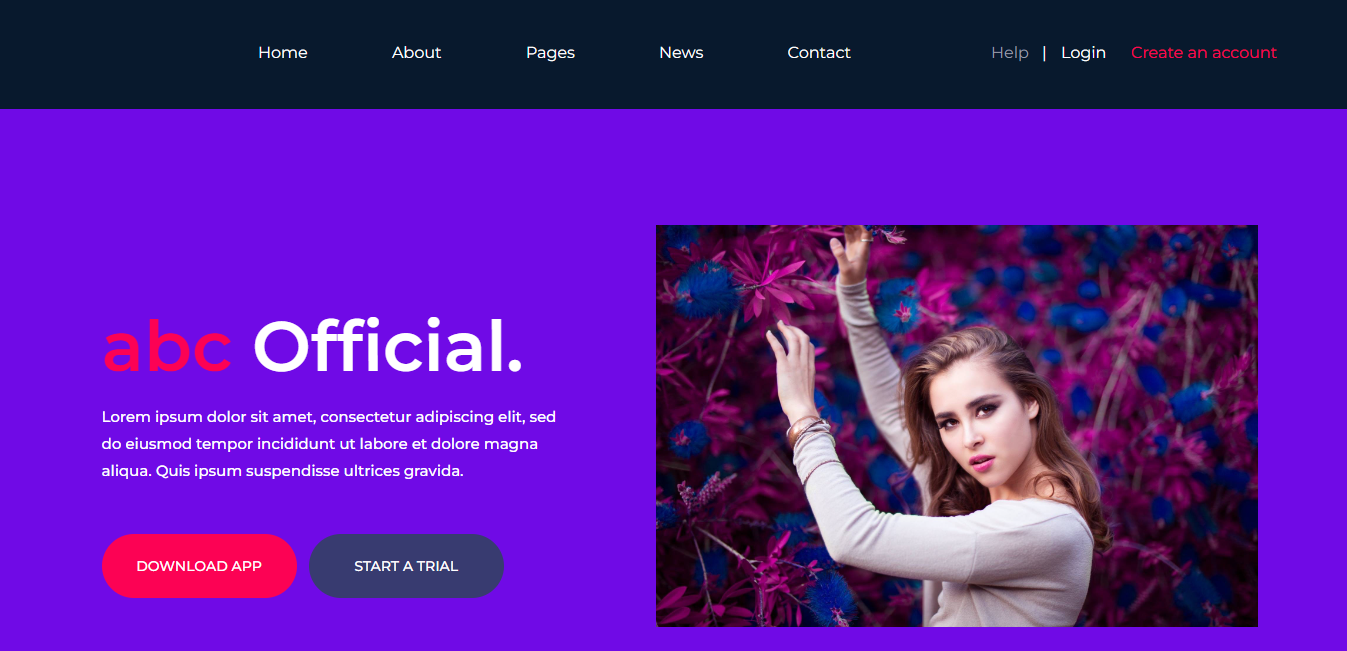 Home About Pages News Contact Help | Login Create an account
abc Official.
Lorem ipsum dolor sit amet, consectetur adipiscing elit, sed
do eiusmod tempor incididunt ut labore et dolore magna
aliqua. Quis ipsum suspendisse ultrices gravida.
DOWNLOAD APP START A TRIAL